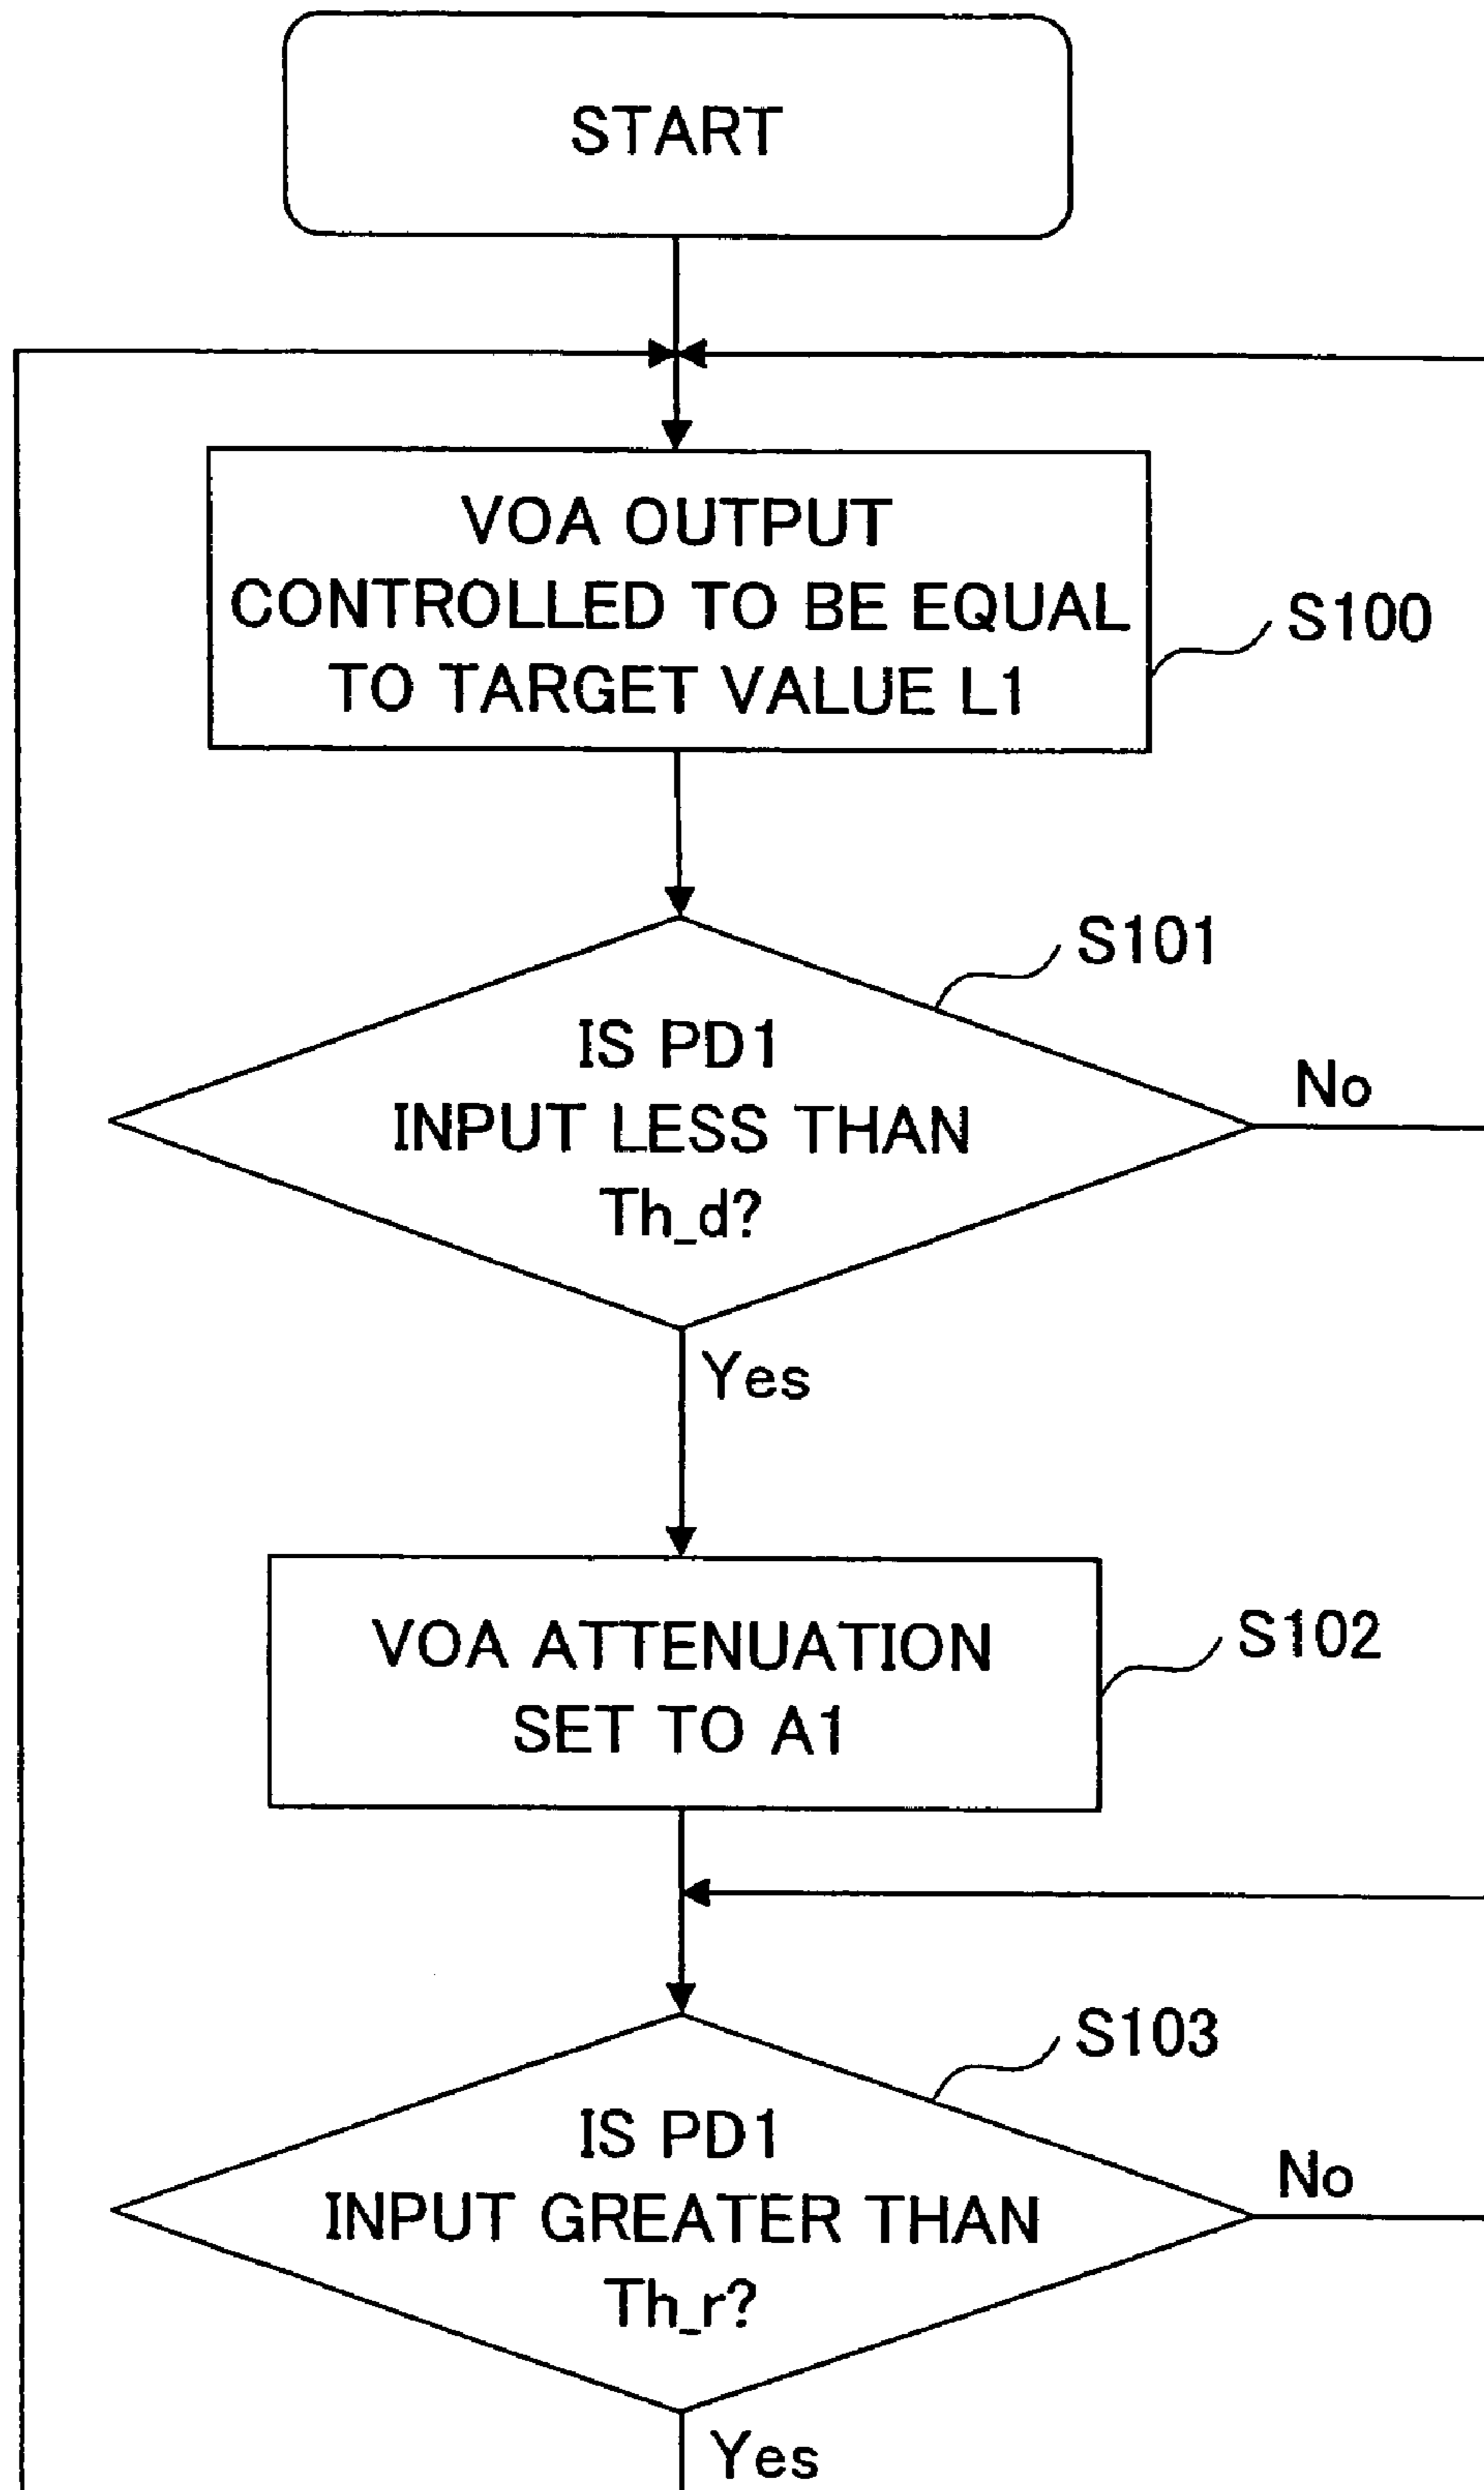 START
VOA OUTPUT
CONTROLLED TO BE EQUAL
TO TARGET VALUE L1
S100
S101
IS PD1
INPUT LESS THAN
Th_d?
No
Yes
VOA ATTENUATION
SET TO A1
S102
S103
IS PD1
INPUT GREATER THAN
Th_r?
No
Yes